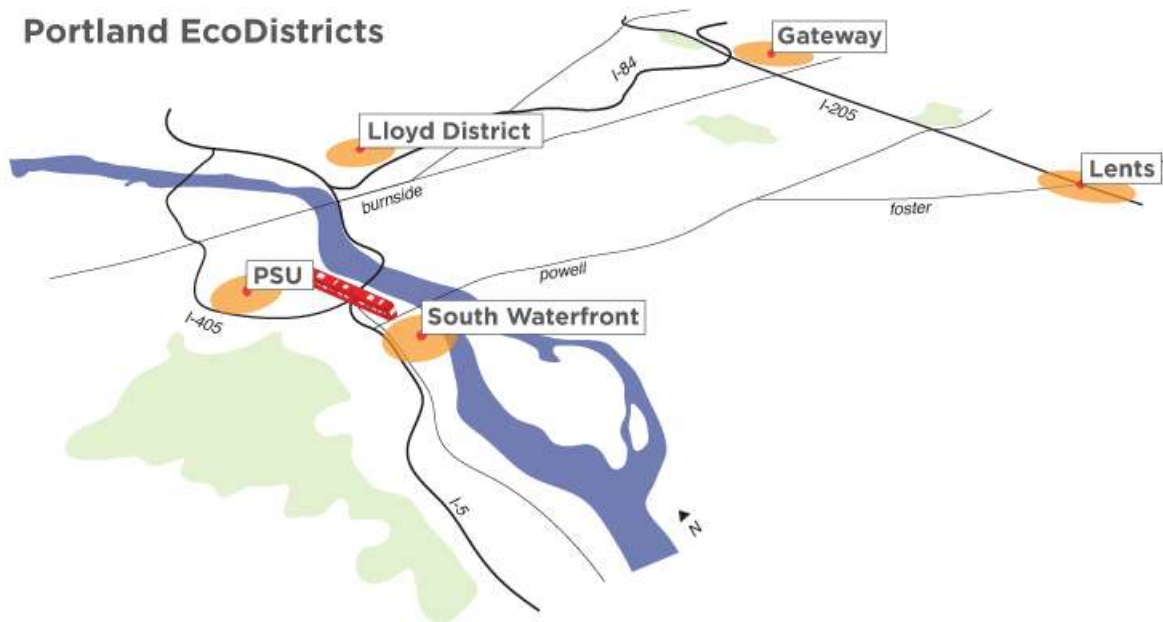 Portland EcoDistricts
Gateway
I-84
I-205
Lloyd District
Lents
burnside
foster
PSU
powell
I-405
South Waterfront
I-5
N